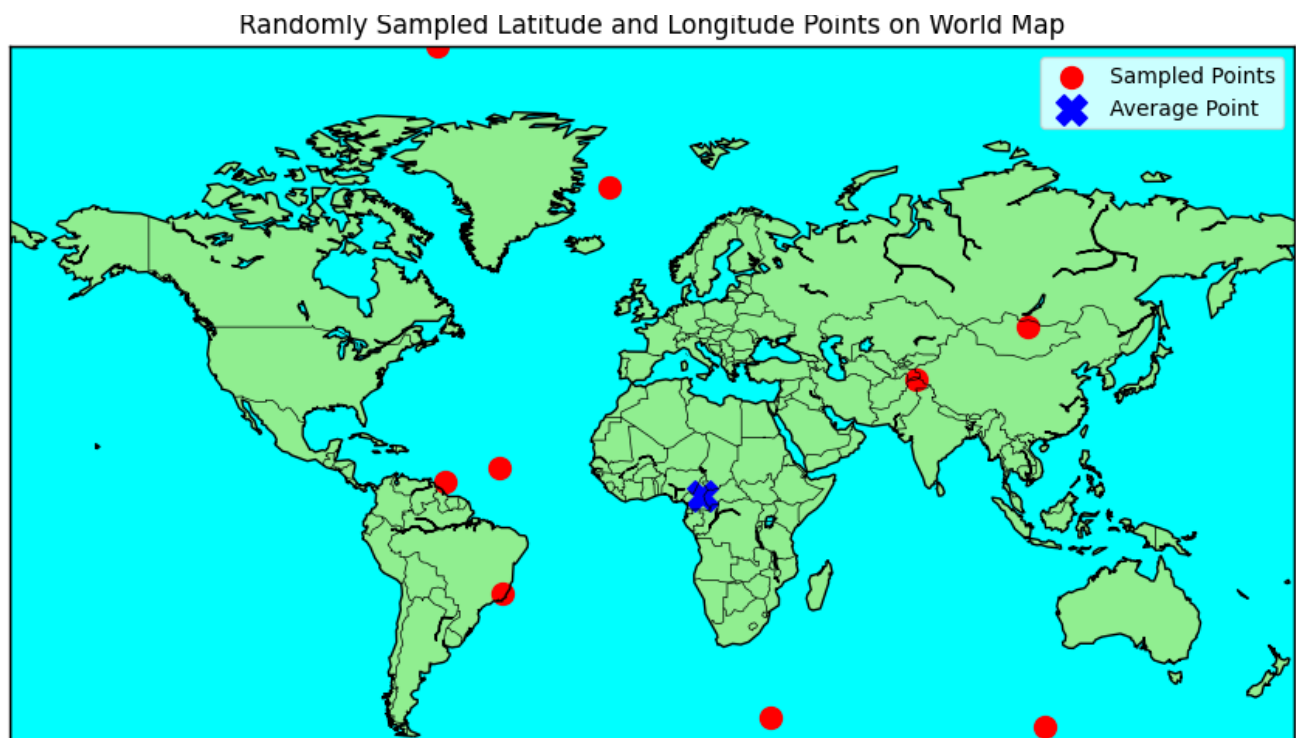 Randomly Sampled Latitude and Longitude Points on World Map
Sampled Points
Average Point